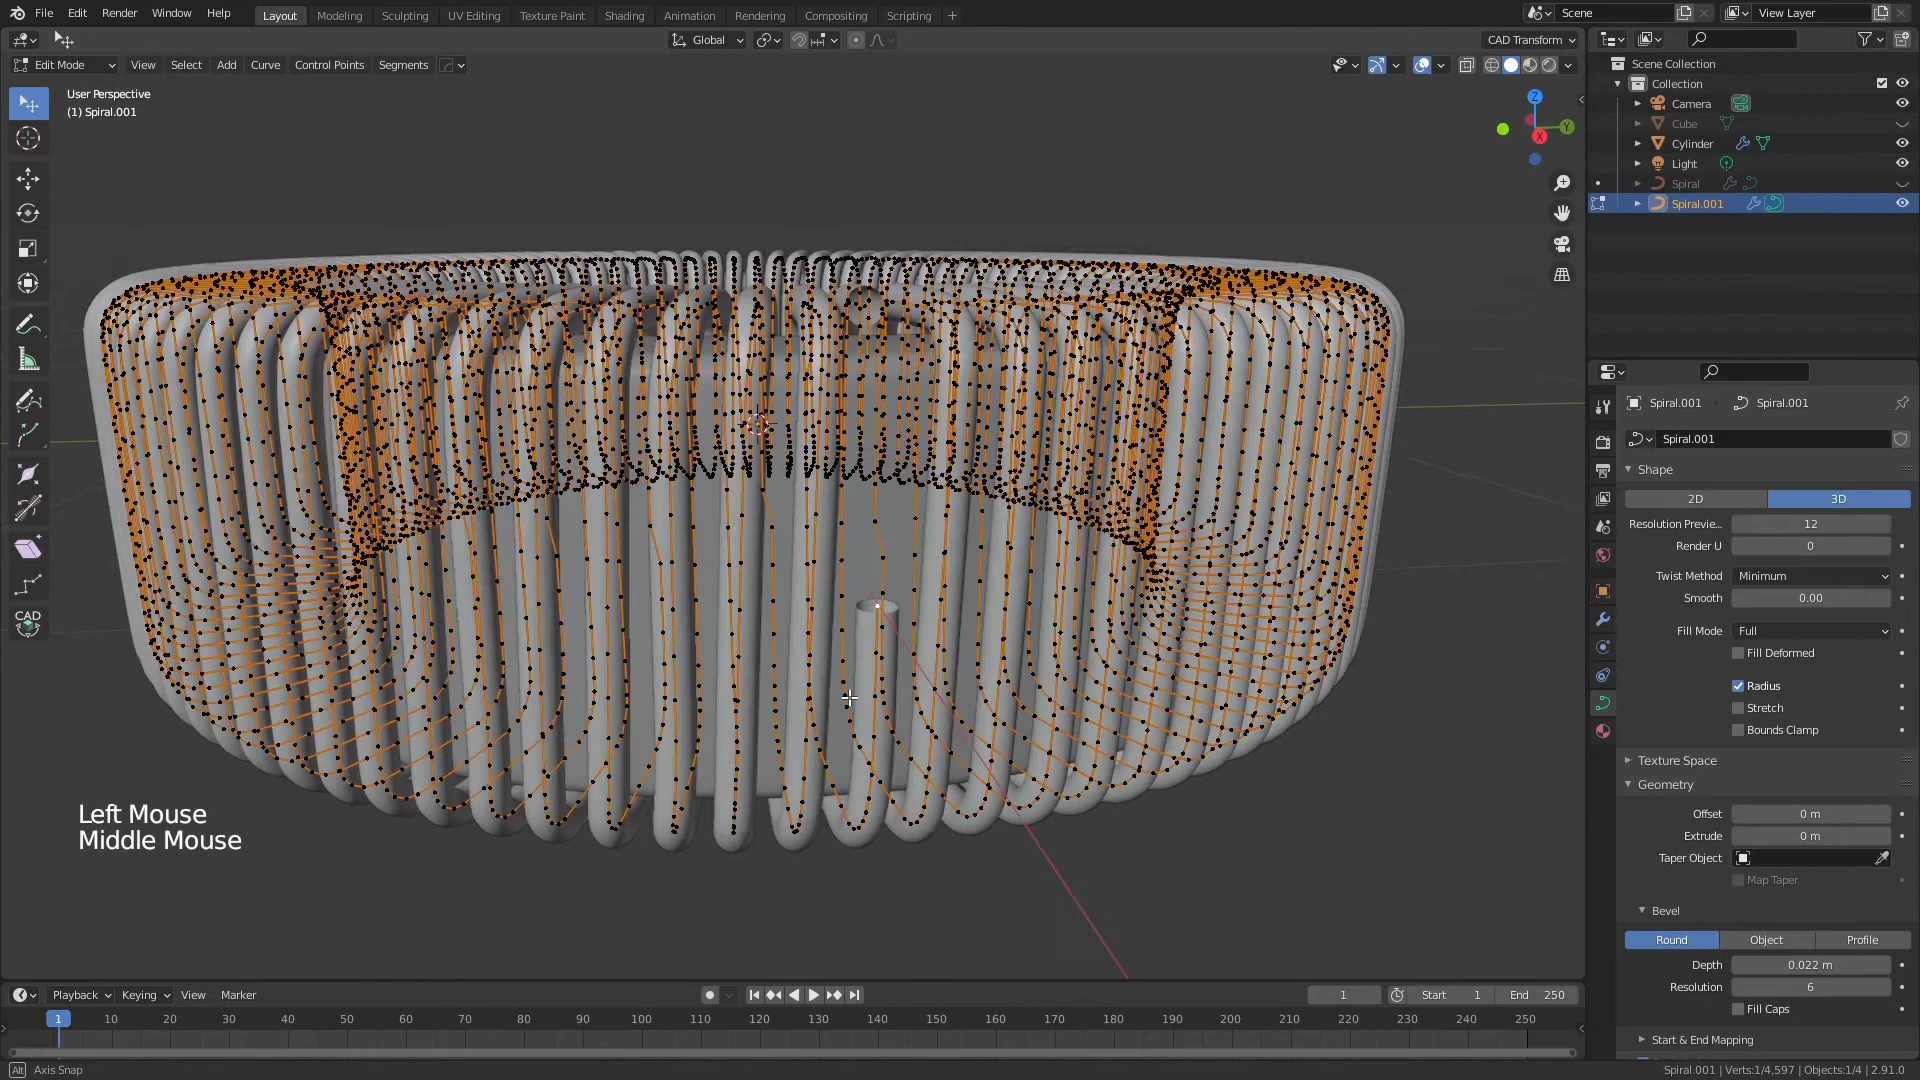 File Edit Render Window Help
Layout Modeling Sculpting UV Editing Texture Paint Shading Animation Rendering Compositing Scripting +
Scene View Layer
Global CAD Transform
Edit Mode View Select Add Curve Control Points Segments
User Perspective
(1) Spiral.001
Z
Y
X
CAD
Left Mouse
Middle Mouse
Scene Collection
Collection
Camera
Cube
Cylinder
Light
Spiral
Spiral.001
Spiral.001 Spiral.001
Spiral.001
Shape
2D 3D
Resolution Previe... 12
Render U 0
Twist Method Minimum
Smooth 0.00
Fill Mode Full
Fill Deformed
Radius
Stretch
Bounds Clamp
Texture Space
Geometry
Offset 0 m
Extrude 0 m
Taper Object
Map Taper
Bevel
Round Object Profile
Depth 0.022 m
Resolution 6
Fill Caps
Start & End Mapping
Playback Keying View Marker 1 Start 1 End 250
1 10 20 30 40 50 60 70 80 90 100 110 120 130 140 150 160 170 180 190 200 210 220 230 240 250
Alt Axis Snap
Spiral.001 | Verts:1/4,597 | Objects:1/4 | 2.91.0